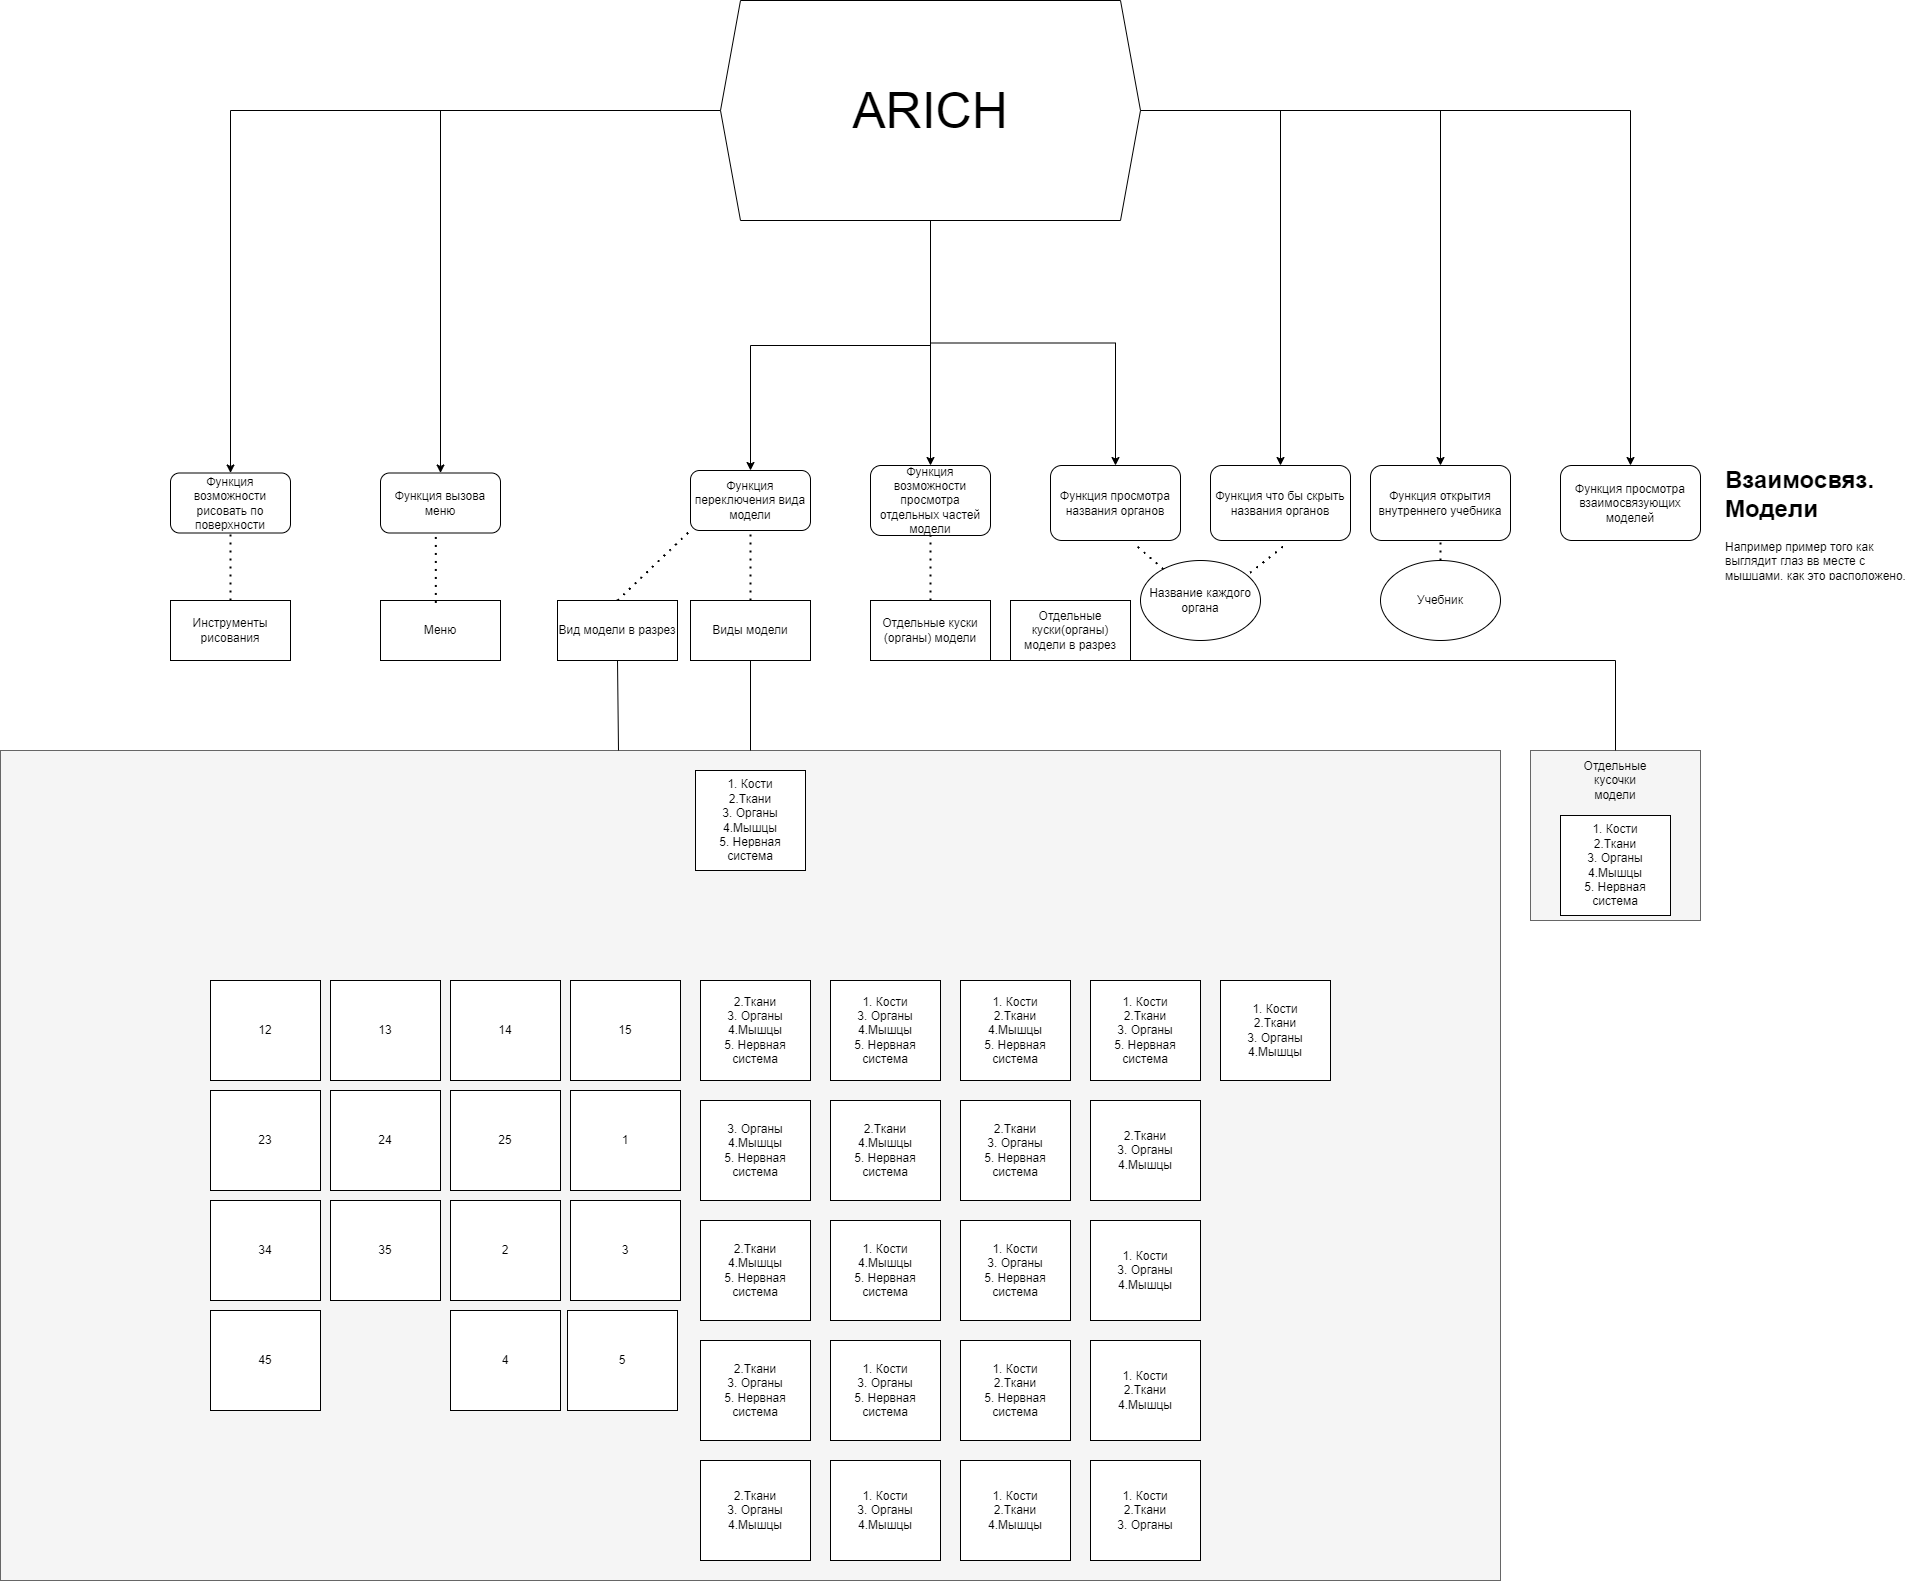 ARICH
Функция
возможности
рисовать по
поверхности
Функция вызова
меню
Функция
переключения вида
модели
Функция
возможности
просмотра
отдельных частей
модели
Функция просмотра
названия органов
Функция что бы скрыть
названия органов
Функция открытия
внутреннего учебника
Функция просмотра
взаимосвязующих
моделей
Взаимосвяз.
Модели
Например пример того как
выглядит глаз вв месте с
мышцами. как это расположено.
Инструменты
рисования
Меню
Вид модели в разрез
Виды модели
Отдельные куски
(органы) модели
Отдельные
куски(органы)
модели в разрез
Название каждого
органа
Учебник
1. Кости
2.Ткани
3. Органы
4.Мышцы
5. Нервная
система
Отдельные
кусочки
модели
1. Кости
2.Ткани
3. Органы
4.Мышцы
5. Нервная
система
12
13
14
15
2.Ткани
3. Органы
4.Мышцы
5. Нервная
система
1. Кости
3. Органы
4.Мышцы
5. Нервная
система
1. Кости
2.Ткани
4.Мышцы
5. Нервная
система
1. Кости
2.Ткани
3. Органы
5. Нервная
система
1. Кости
2.Ткани
3. Органы
4.Мышцы
23
24
25
1
3. Органы
4.Мышцы
5. Нервная
система
2.Ткани
4.Мышцы
5. Нервная
система
2.Ткани
3. Органы
5. Нервная
система
2.Ткани
3. Органы
4.Мышцы
34
35
2
3
2.Ткани
4.Мышцы
5. Нервная
система
1. Кости
4.Мышцы
5. Нервная
система
1. Кости
3. Органы
5. Нервная
система
1. Кости
3. Органы
4.Мышцы
45
4
5
2.Ткани
3. Органы
5. Нервная
система
1. Кости
3. Органы
5. Нервная
система
1. Кости
2.Ткани
5. Нервная
система
1. Кости
2.Ткани
4.Мышцы
2.Ткани
3. Органы
4.Мышцы
1. Кости
3. Органы
4.Мышцы
1. Кости
2.Ткани
4.Мышцы
1. Кости
2.Ткани
3. Органы